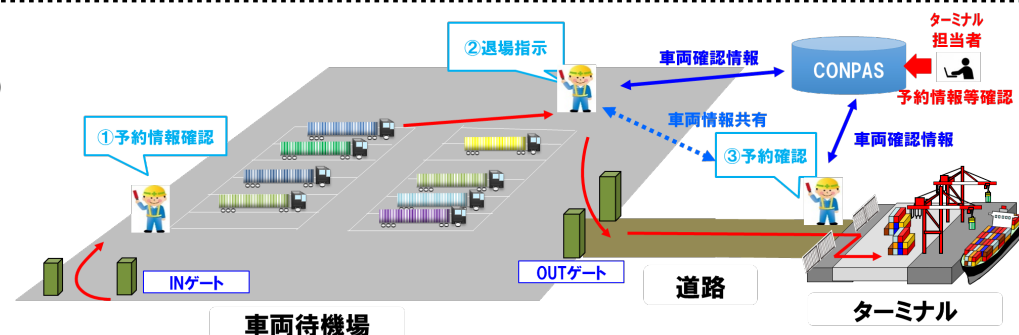 ターミナル
担当者
②退場指示
車両確認情報
CONPAS
予約情報等確認
①予約情報確認
車両情報共有
車両確認情報
③予約確認
INゲート
OUTゲート
道路
ターミナル
車両待機場